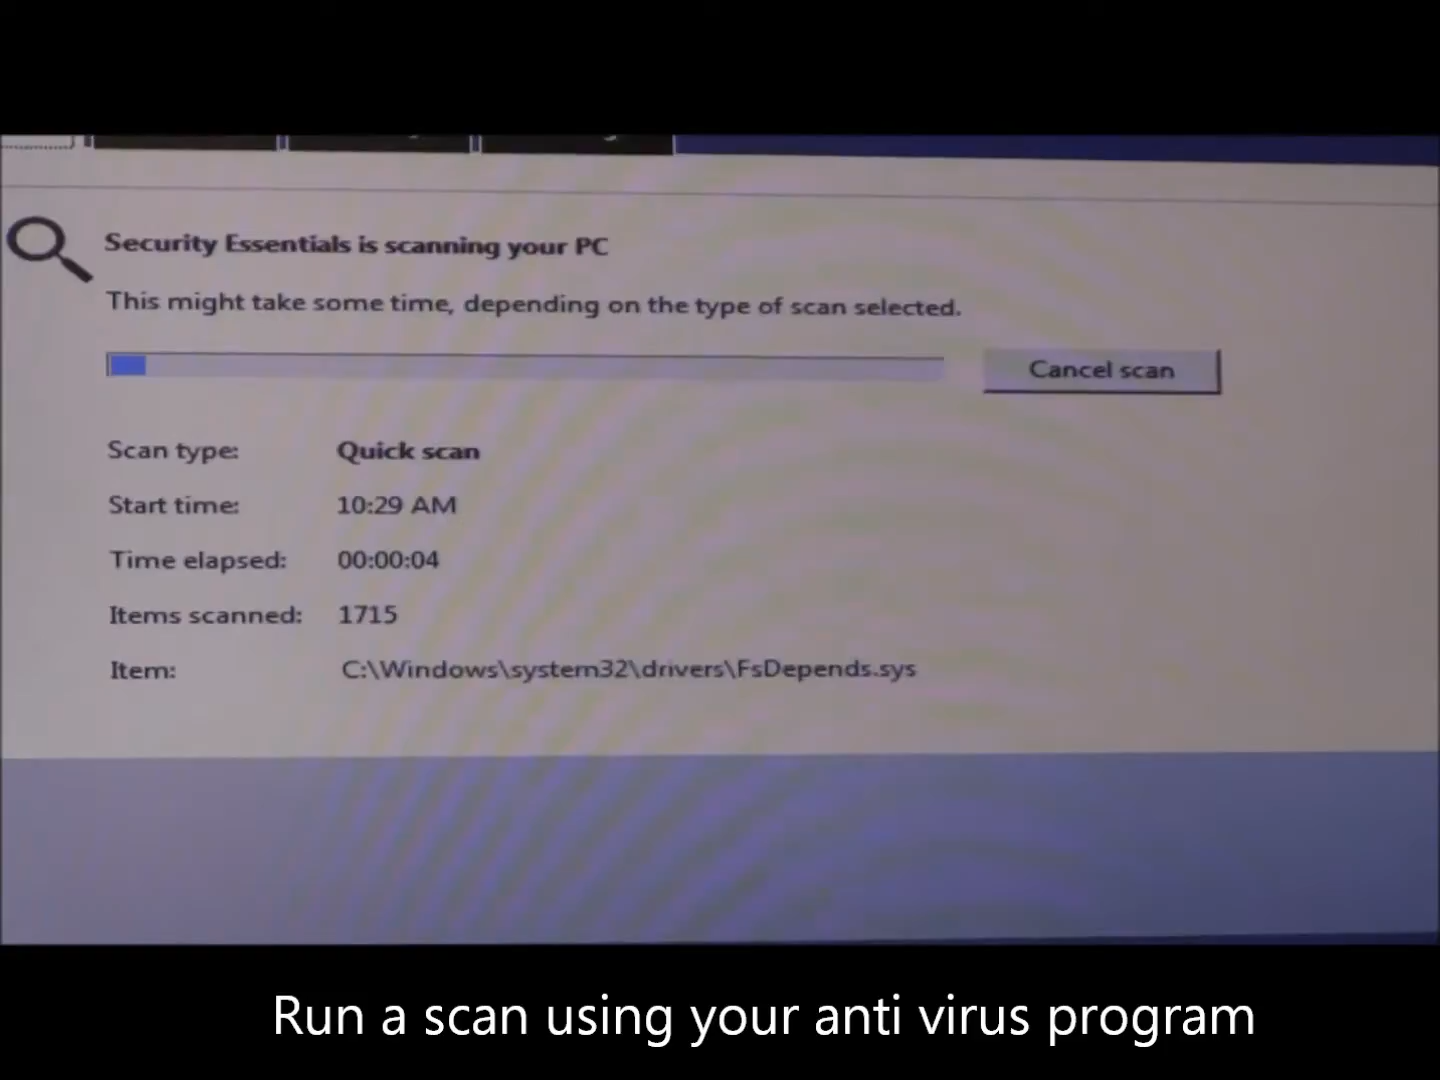 Security Essentials is scanning your PC
This might take some time, depending on the type of scan selected.
Cancel scan
Scan type: Quick scan
Start time: 10:29 AM
Time elapsed: 00:00:04
Items scanned: 1715
Item: C:\Windows\system32\drivers\FsDepends.sys
Run a scan using your anti virus program